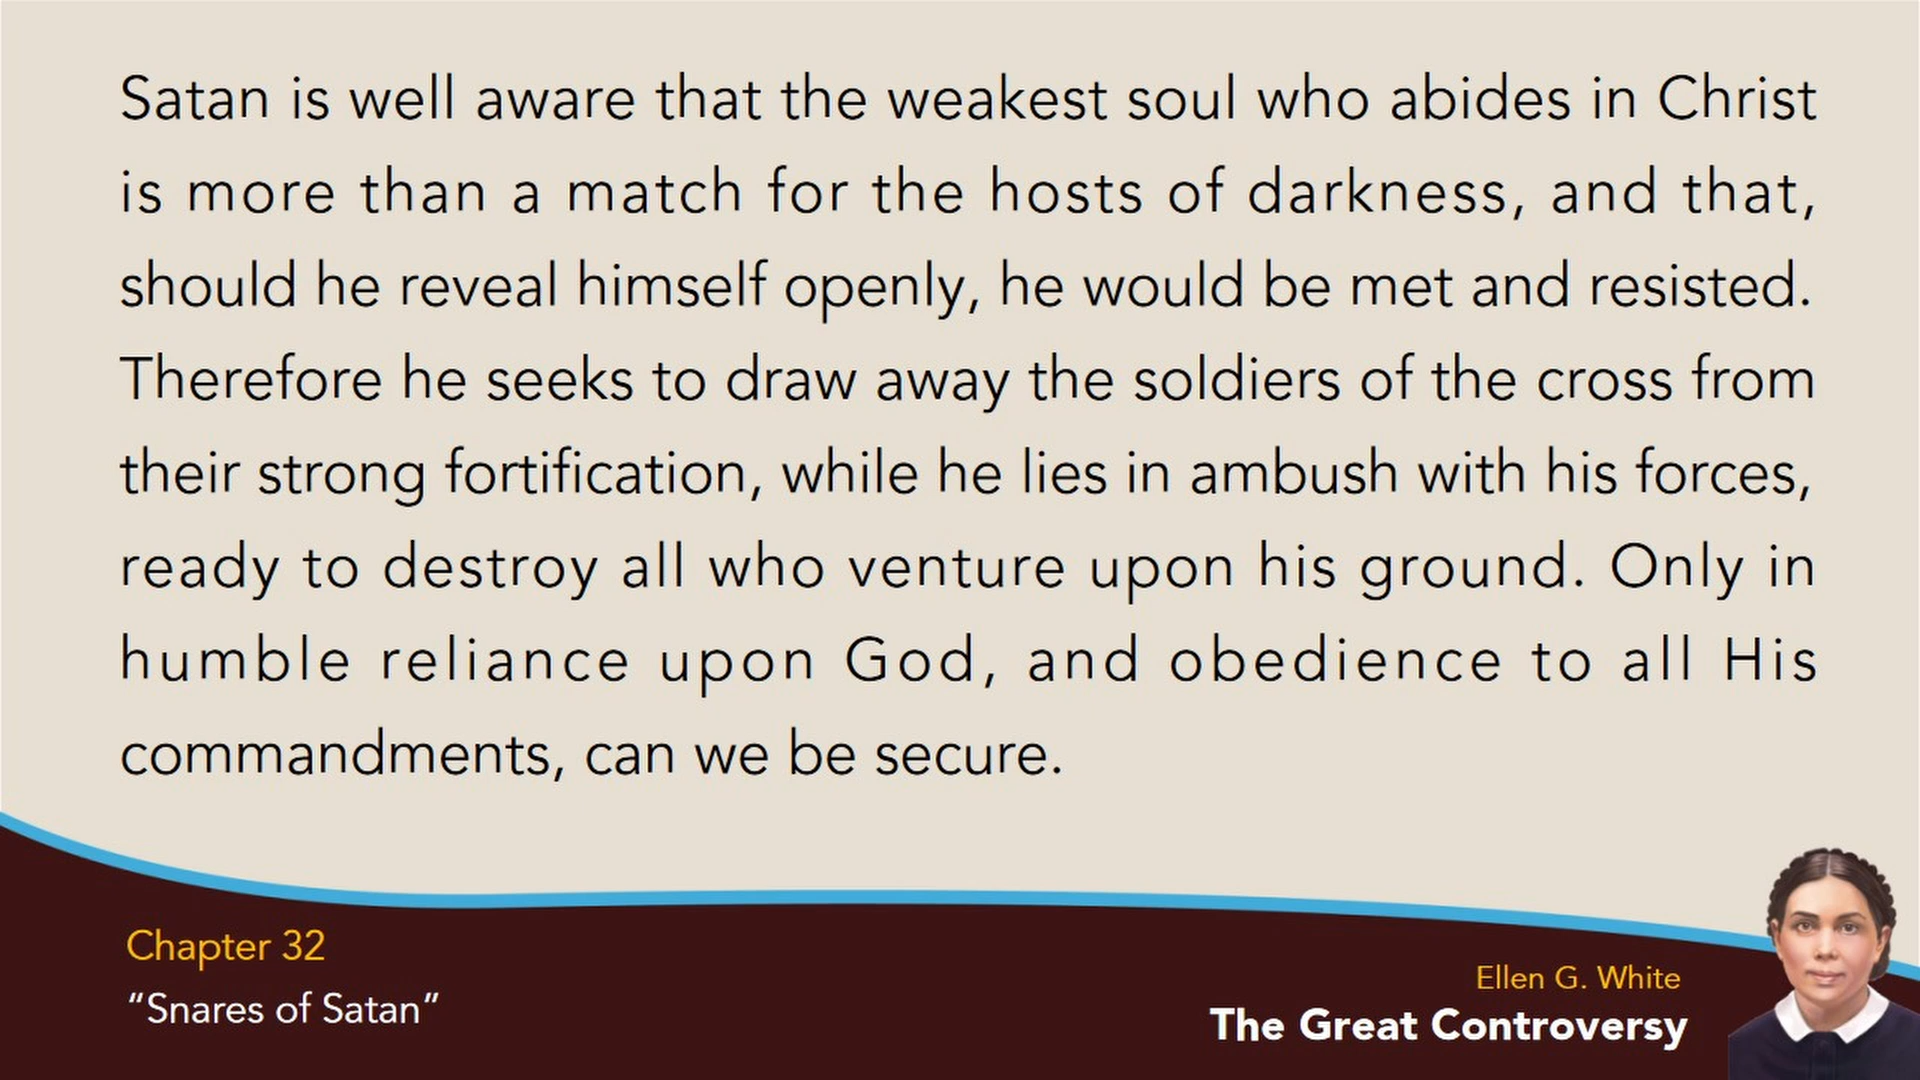 Satan is well aware that the weakest soul who abides in Christ
is more than a match for the hosts of darkness, and that,
should he reveal himself openly, he would be met and resisted.
Therefore he seeks to draw away the soldiers of the cross from
their strong fortification, while he lies in ambush with his forces,
ready to destroy all who venture upon his ground. Only in
humble reliance upon God, and obedience to all His
commandments, can we be secure.
Chapter 32
“Snares of Satan”
Ellen G. White
The Great Controversy